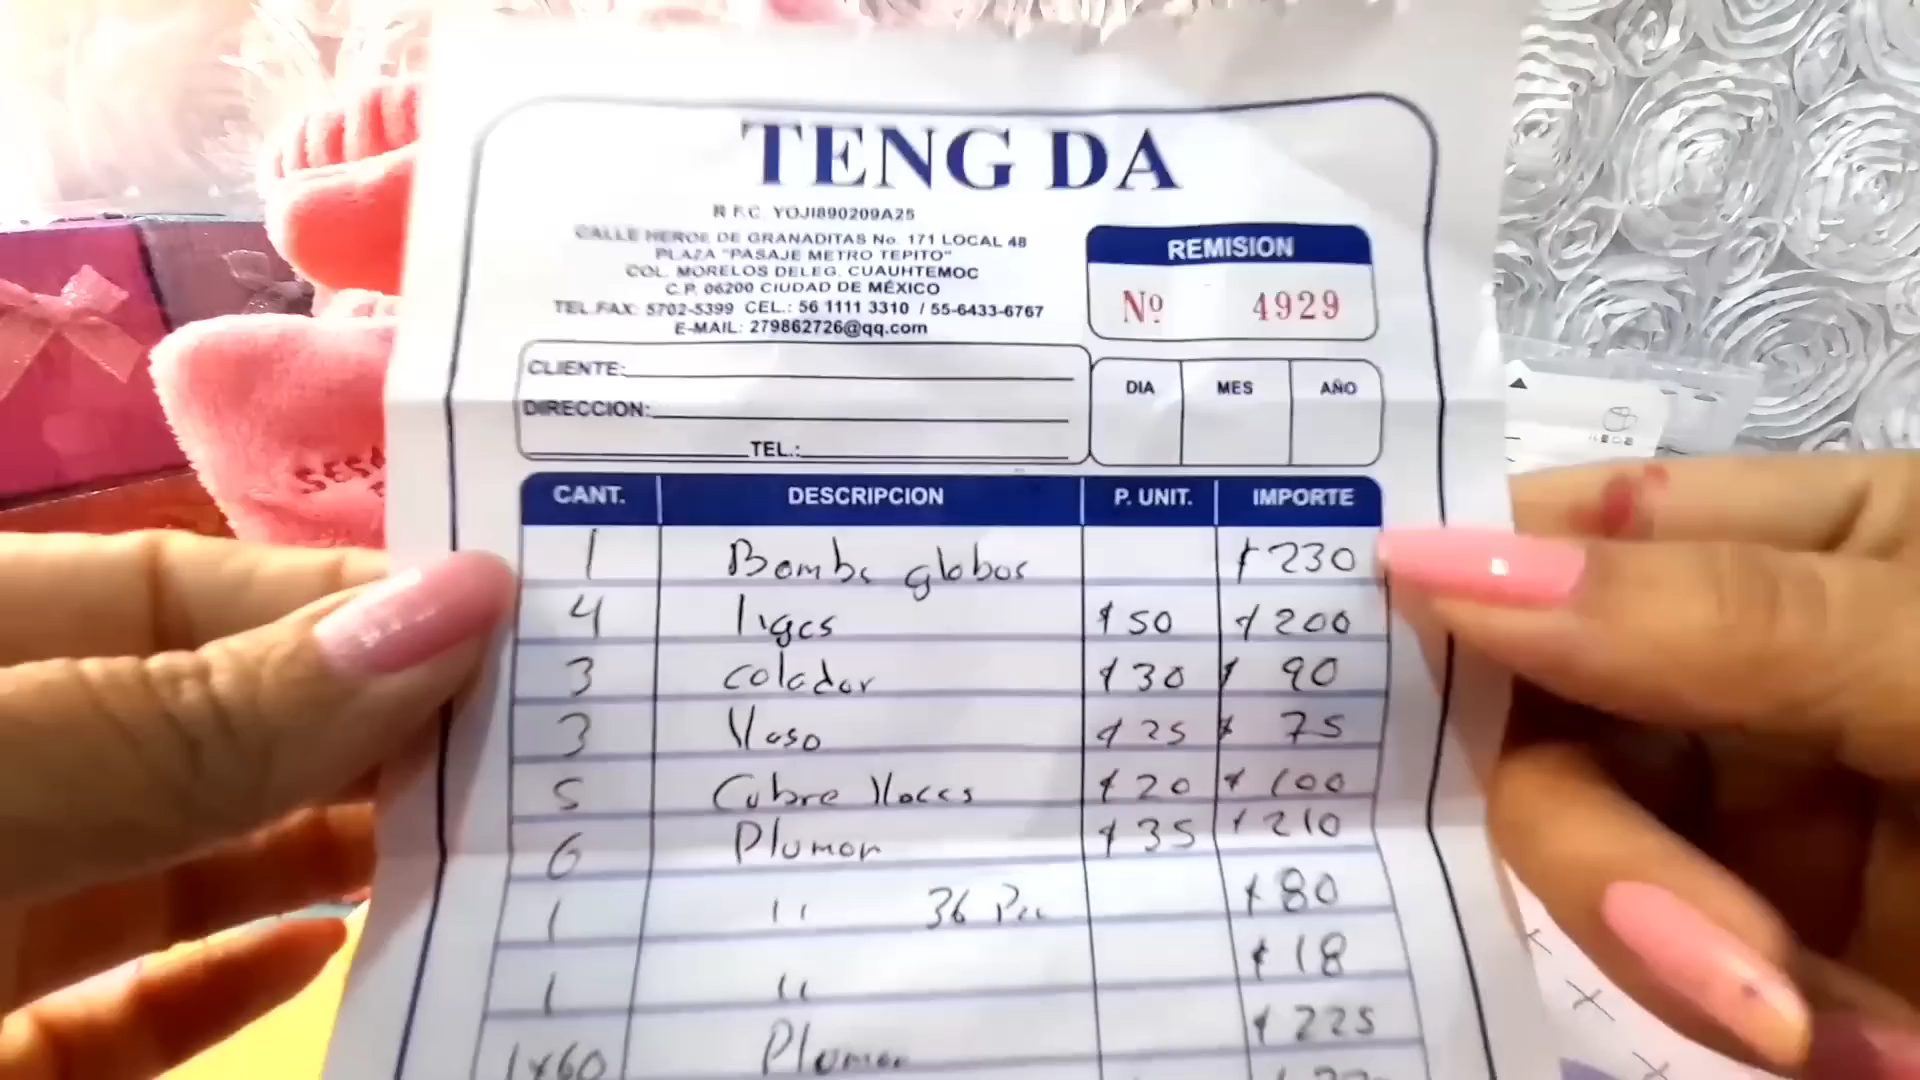 TENG DA
R.F.C. YOJI890209A25
CALLE HEROE DE GRANADITAS No. 171 LOCAL 48
PLAZA "PASAJE METRO TEPITO"
COL. MORELOS DELEG. CUAUHTEMOC
C.P. 06200 CIUDAD DE MÉXICO
TEL.FAX: 5702-5399 CEL.: 56 1111 3310 / 55-6433-6767
E-MAIL: 279862726@qq.com
REMISION
Nº 4929
CLIENTE:
DIRECCION:
TEL.:
DIA MES AÑO
CANT. DESCRIPCION P. UNIT. IMPORTE
1 Bomba globos $230
4 ligas $50 $200
3 colador $30 $ 90
3 Vaso $25 $ 75
5 Cubre $20 $ 100
6 Plumon $35 $210
1 " 36 $80
1 " $18
1x60 Plumon $225